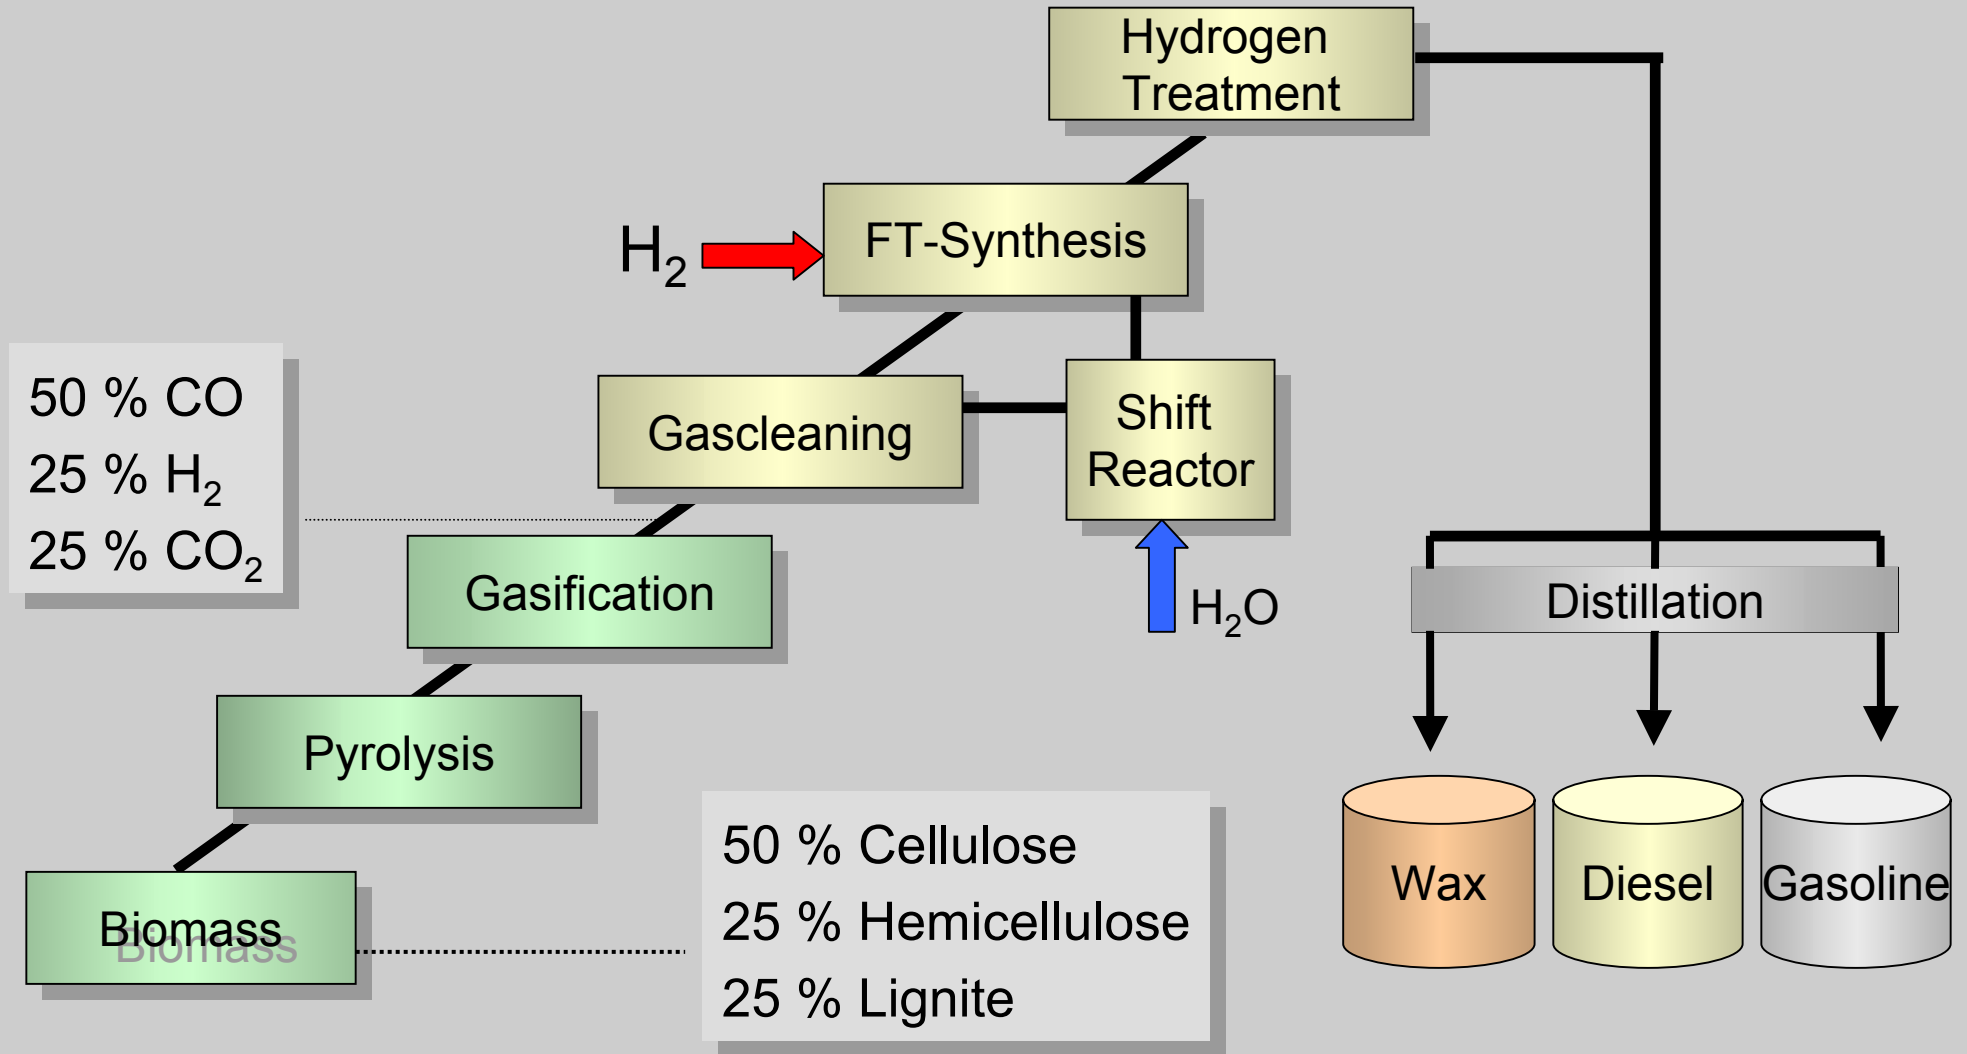 Hydrogen
Treatment
FT-Synthesis
H₂
50 % CO
25 % H₂
25 % CO₂
Gascleaning
Shift
Reactor
H₂O
Gasification
Distillation
Pyrolysis
50 % Cellulose
25 % Hemicellulose
25 % Lignite
Biomass
Biomass
Wax
Diesel
Gasoline